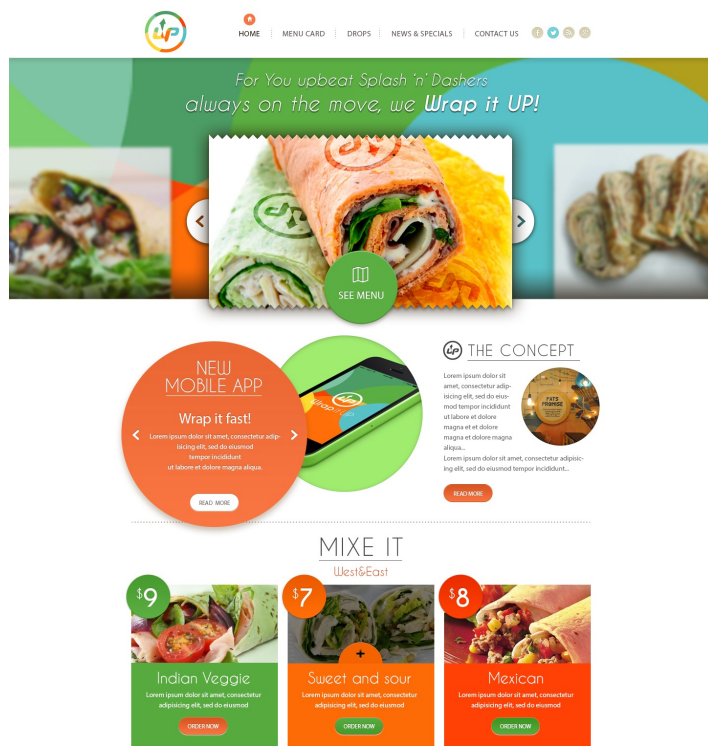 UP
HOME
MENU CARD
DROPS
NEWS & SPECIALS
CONTACT US
For You upbeat Splash 'n' Dashers
always on the move, we Wrap it UP!
SEE MENU
NEW
MOBILE APP
Wrap it fast!
Lorem ipsum dolor sit amet, consectetur adip-
isicing elit, sed do eiusmod
tempor incididunt
ut labore et dolore magna aliqua.
READ MORE
Wrap it UP
UP THE CONCEPT
Lorem ipsum dolor sit
amet, consectetur adip-
isicing elit, sed do eius-
mod tempor incididunt
ut labore et dolore
magna et et dolore
magna aliqua...
Lorem ipsum dolor sit amet, consectetur adipisic-
ing elit, sed do eiusmod tempor incididunt...
FATS
PROMISE
READ MORE
MIXE IT
West&East
$9
Indian Veggie
Lorem ipsum dolor sit amet, consectetur
adipisicing elit, sed do eiusmod
ORDER NOW
$7
Sweet and sour
Lorem ipsum dolor sit amet, consectetur
adipisicing elit, sed do eiusmod
ORDER NOW
$8
Mexican
Lorem ipsum dolor sit amet, consectetur
adipisicing elit, sed do eiusmod
ORDER NOW